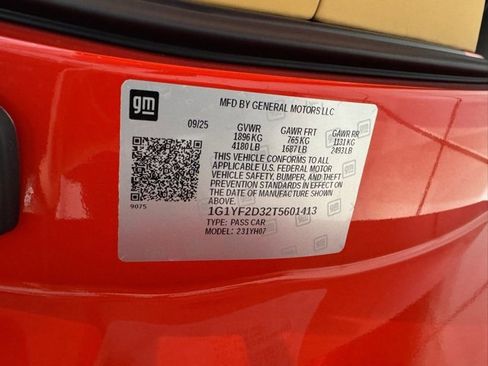 gm
MFD BY GENERAL MOTORS LLC
09/25 GVWR GAWR FRT GAWR RR
1896 KG 765 KG 1131 KG
4180 LB 1687 LB 2493 LB
THIS VEHICLE CONFORMS TO ALL
APPLICABLE U.S. FEDERAL MOTOR
VEHICLE SAFETY, BUMPER, AND THEFT
PREVENTION STANDARDS IN EFFECT ON
THE DATE OF MANUFACTURE SHOWN ABOVE.
9075
1G1YF2D32T5601413
TYPE: PASS CAR
MODEL: 231YH07